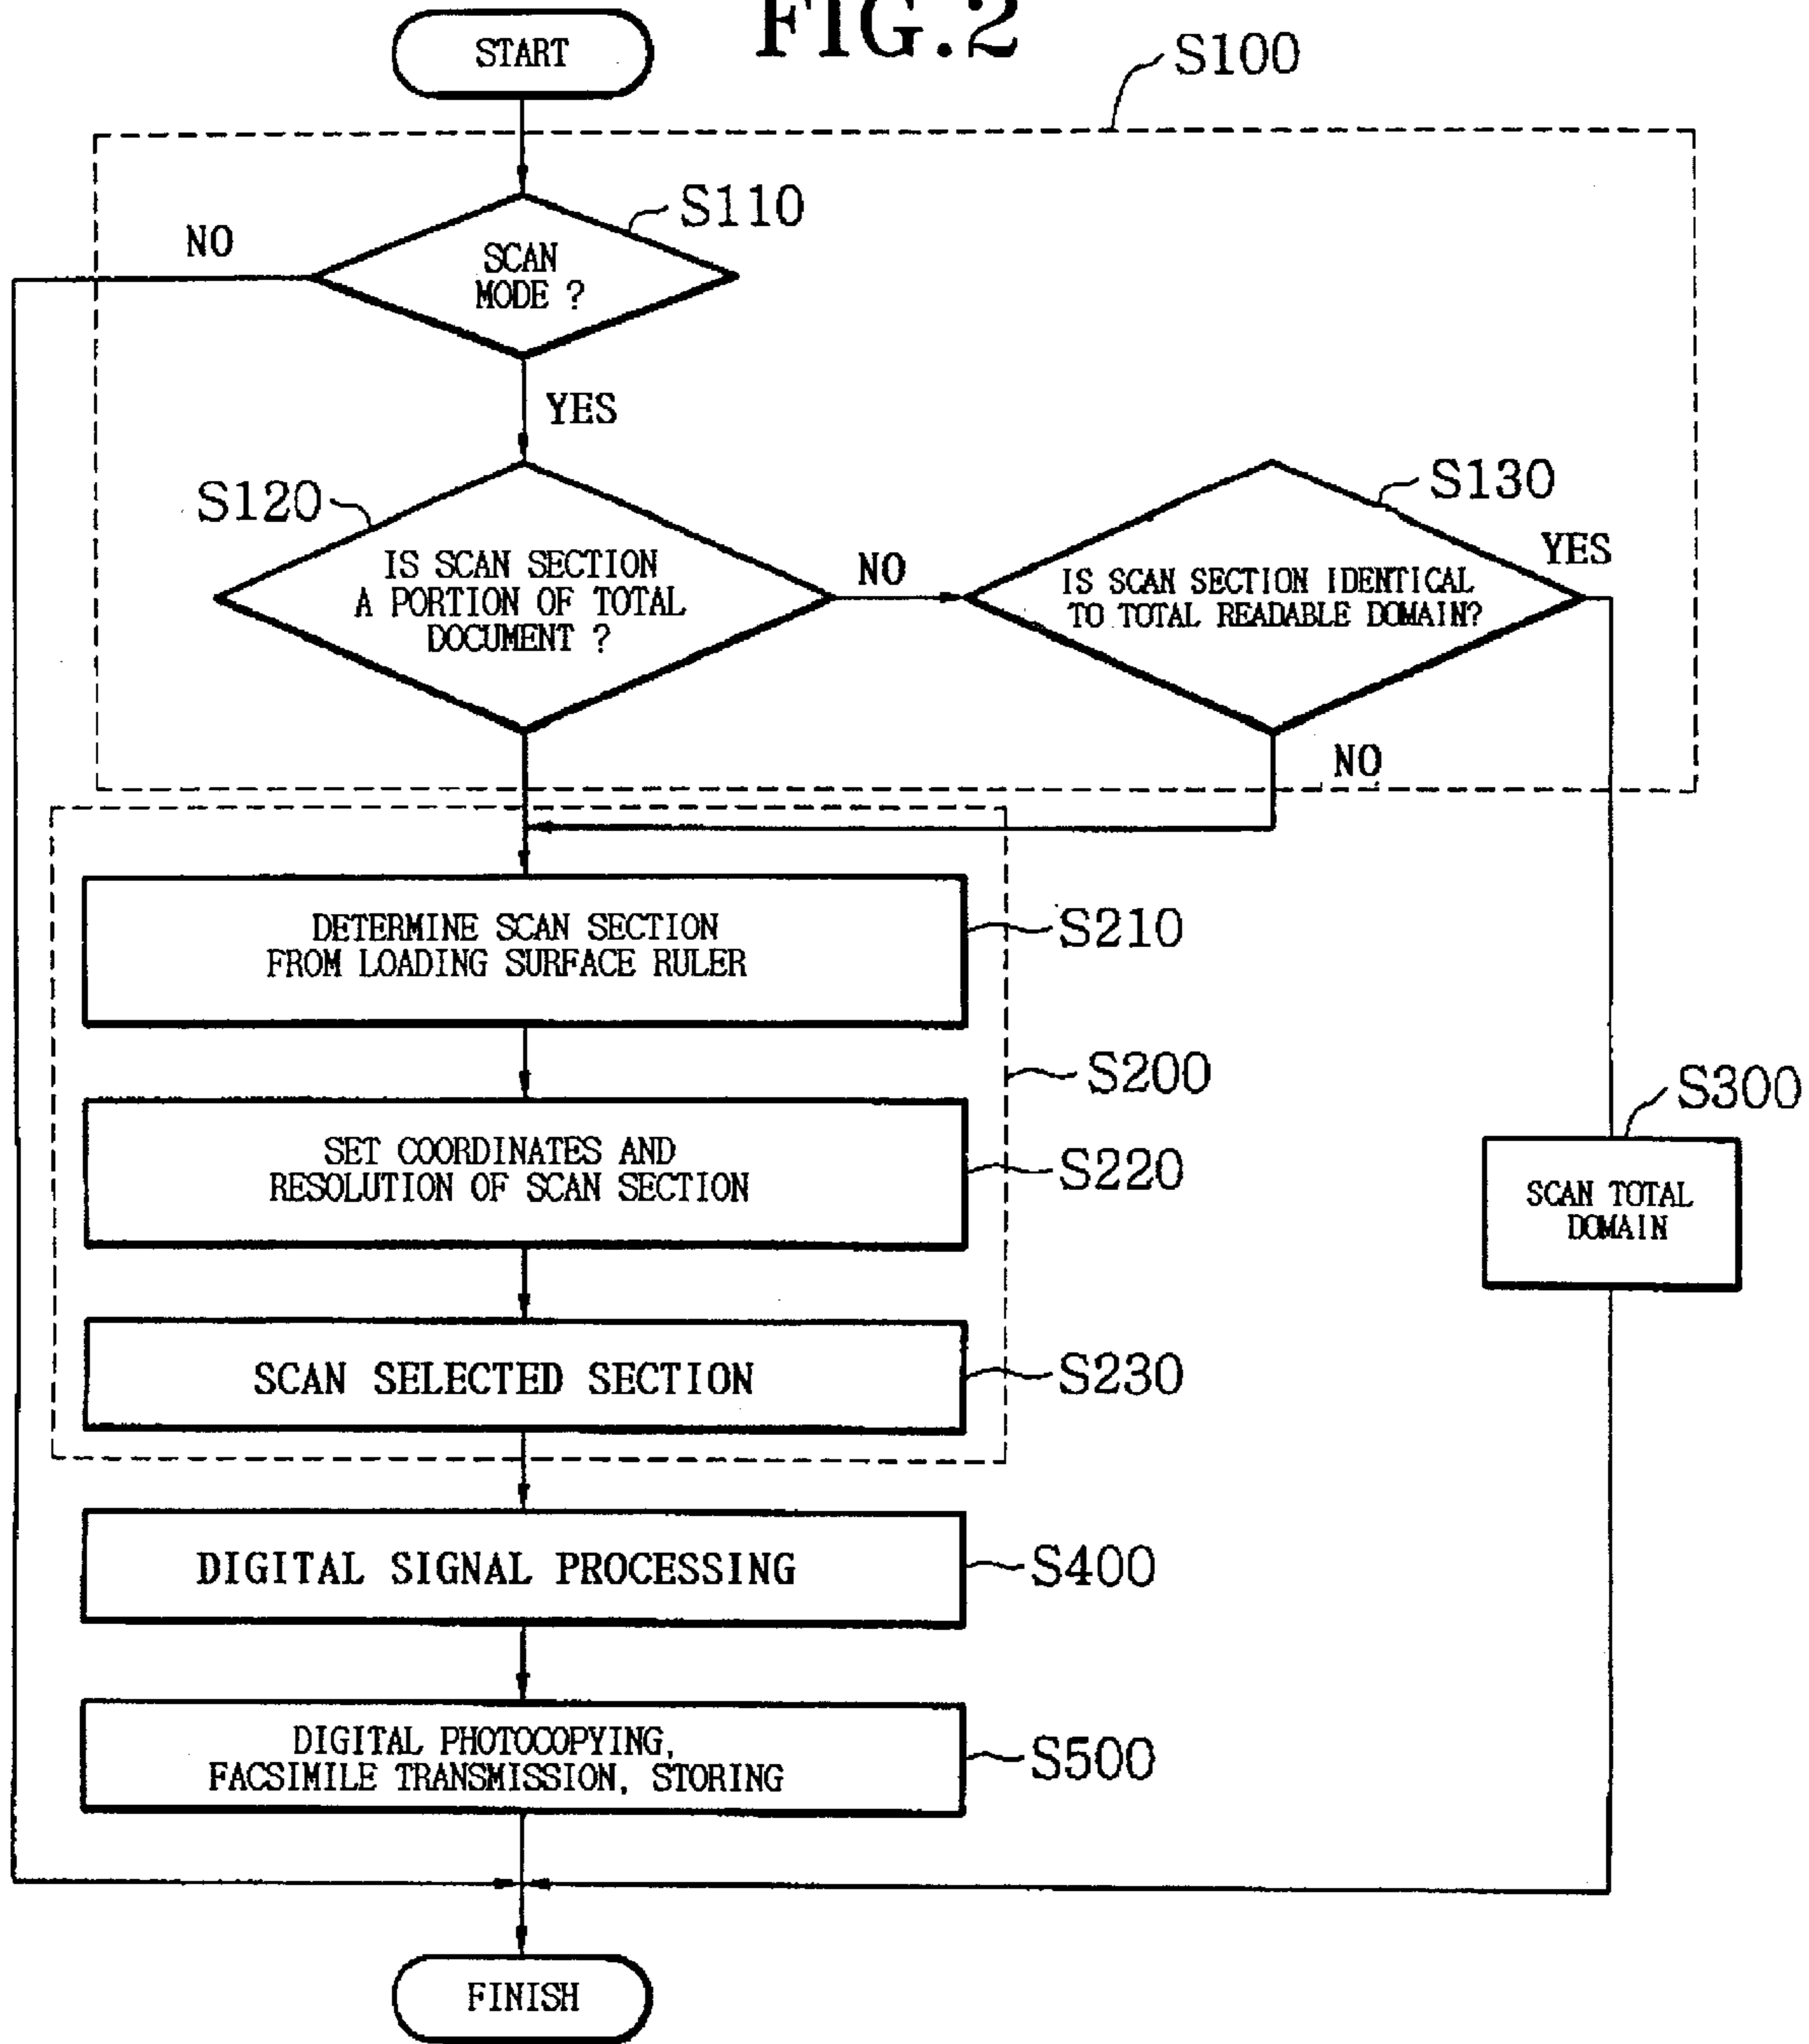 FIG.2
START
S100
S110
NO
SCAN
MODE ?
YES
S120
S130
IS SCAN SECTION
A PORTION OF TOTAL
DOCUMENT ?
NO
IS SCAN SECTION IDENTICAL
TO TOTAL READABLE DOMAIN?
YES
NO
DETERMINE SCAN SECTION
FROM LOADING SURFACE RULER
S210
S200
SET COORDINATES AND
RESOLUTION OF SCAN SECTION
S220
S300
SCAN TOTAL
DOMAIN
SCAN SELECTED SECTION
S230
DIGITAL SIGNAL PROCESSING
S400
DIGITAL PHOTOCOPYING,
FACSIMILE TRANSMISSION, STORING
S500
FINISH